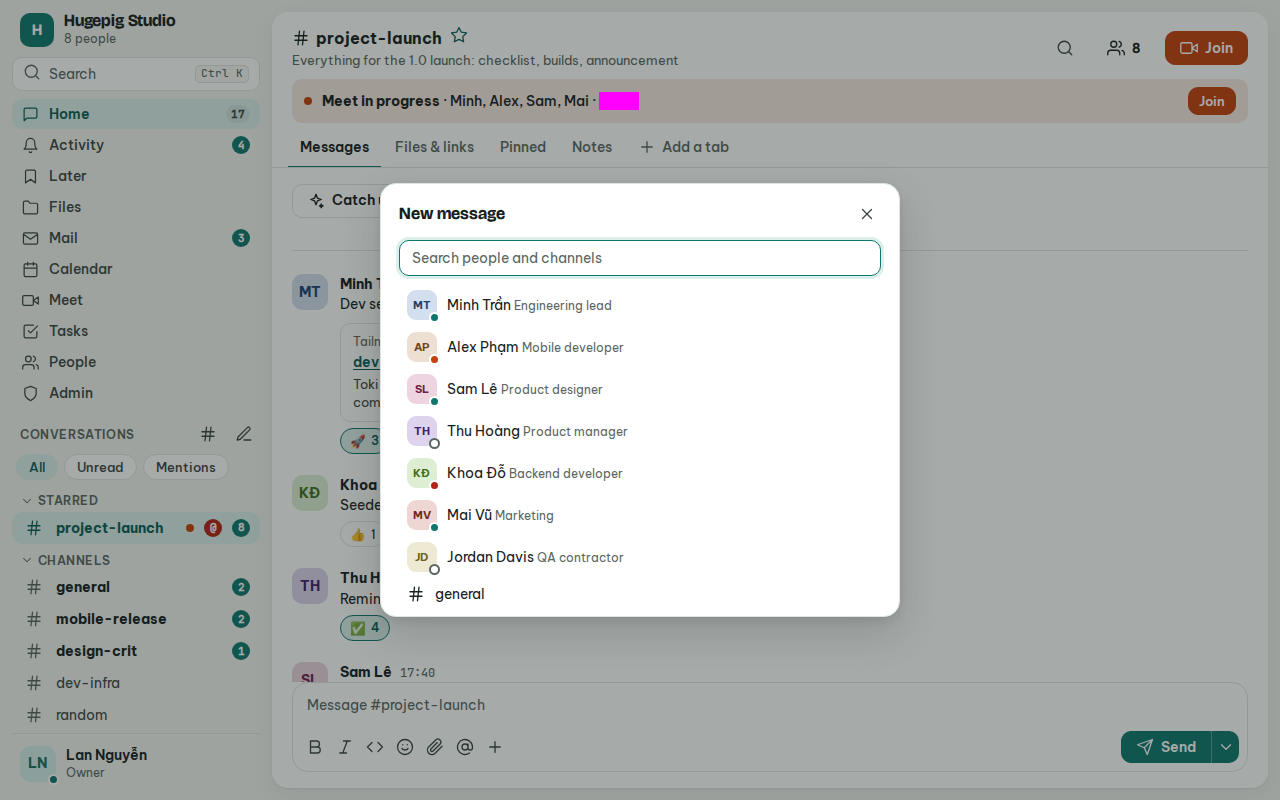 H
Hugepig Studio
8 people
Search
Ctrl K
Home
17
Activity
4
Later
Files
Mail
3
Calendar
Meet
Tasks
People
Admin
CONVERSATIONS
All
Unread
Mentions
STARRED
# project-launch
@
8
CHANNELS
# general
2
# mobile-release
2
# design-crit
1
# dev-infra
# random
LN
Lan Nguyễn
Owner
# project-launch
Everything for the 1.0 launch: checklist, builds, announcement
8
Join
Meet in progress · Minh, Alex, Sam, Mai ·
Join
Messages
Files & links
Pinned
Notes
Add a tab
Catch
MT
Minh
Dev
dev
Toki
🚀 3
KĐ
Khoa
Seede
👍 1
TH
Thu
Remin
✅ 4
SL
Sam Lê 17:40
New message
Search people and channels
MT
Minh Trần Engineering lead
AP
Alex Phạm Mobile developer
SL
Sam Lê Product designer
TH
Thu Hoàng Product manager
KĐ
Khoa Đỗ Backend developer
MV
Mai Vũ Marketing
JD
Jordan Davis QA contractor
# general
Message #project-launch
Send